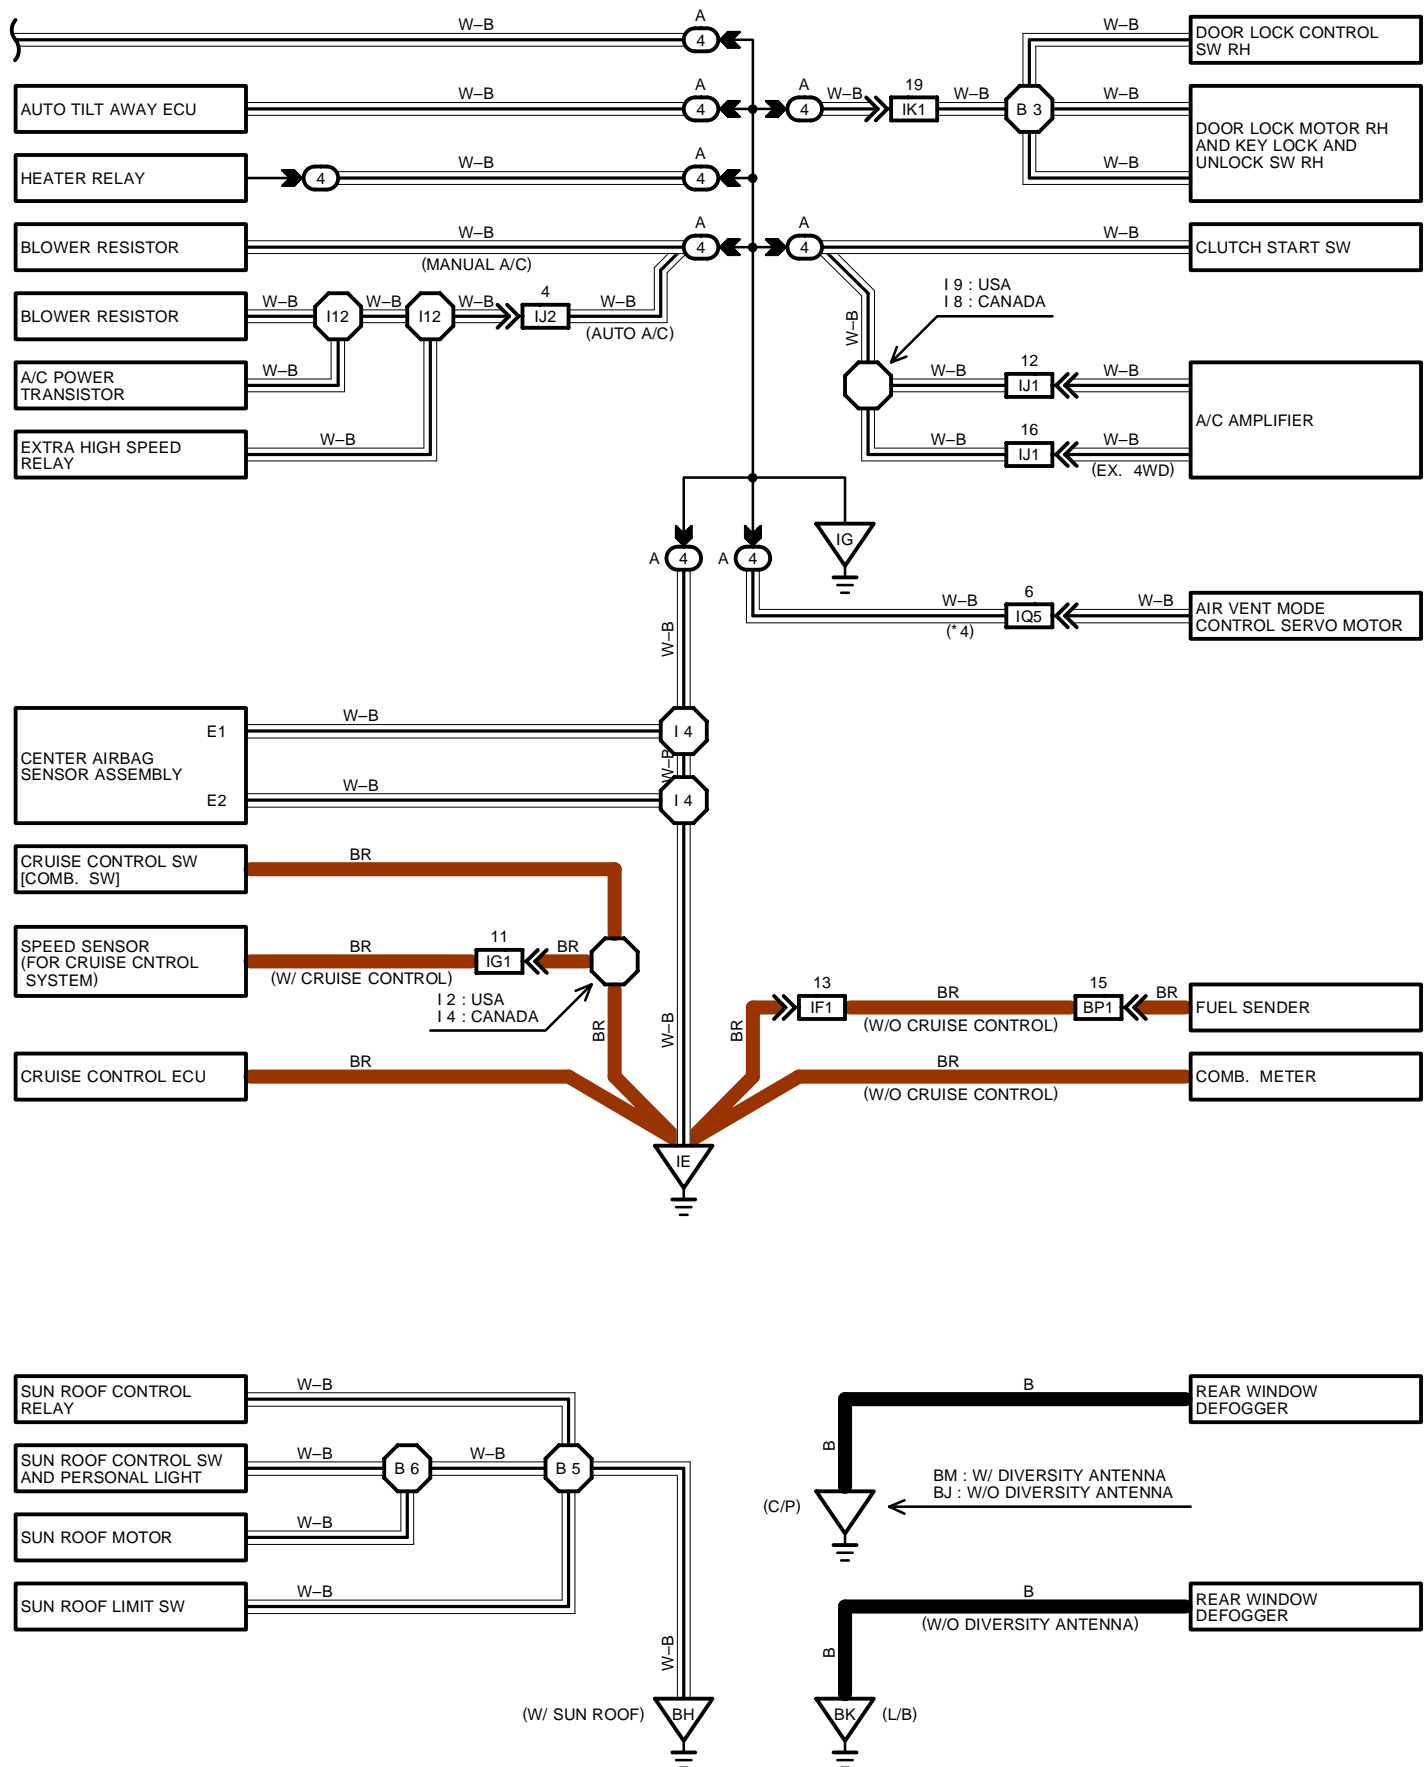 W–B
A
4
W–B
DOOR LOCK CONTROL
SW RH
AUTO TILT AWAY ECU
W–B
A
4
A
4
W–B
19
IK1
W–B
B 3
W–B
W–B
DOOR LOCK MOTOR RH
AND KEY LOCK AND
UNLOCK SW RH
HEATER RELAY
4
W–B
A
4
BLOWER RESISTOR
W–B
(MANUAL A/C)
A
4
A
4
W–B
CLUTCH START SW
I 9 : USA
I 8 : CANADA
BLOWER RESISTOR
W–B
I12
W–B
I12
W–B
4
IJ2
W–B
(AUTO A/C)
W–B
A/C POWER
TRANSISTOR
W–B
W–B
12
IJ1
W–B
A/C AMPLIFIER
EXTRA HIGH SPEED
RELAY
W–B
W–B
16
IJ1
W–B
(EX. 4WD)
A
4
A
4
IG
W–B
W–B
(*4)
6
IQ5
W–B
AIR VENT MODE
CONTROL SERVO MOTOR
CENTER AIRBAG
SENSOR ASSEMBLY
E1
W–B
I 4
W–B
E2
W–B
I 4
CRUISE CONTROL SW
[COMB. SW]
BR
SPEED SENSOR
(FOR CRUISE CNTROL
SYSTEM)
BR
(W/ CRUISE CONTROL)
11
IG1
BR
I 2 : USA
I 4 : CANADA
BR
W–B
BR
13
IF1
BR
(W/O CRUISE CONTROL)
15
BP1
BR
FUEL SENDER
CRUISE CONTROL ECU
BR
BR
(W/O CRUISE CONTROL)
COMB. METER
IE
SUN ROOF CONTROL
RELAY
W–B
B
REAR WINDOW
DEFOGGER
SUN ROOF CONTROL SW
AND PERSONAL LIGHT
W–B
B 6
W–B
B 5
B
(C/P)
BM : W/ DIVERSITY ANTENNA
BJ : W/O DIVERSITY ANTENNA
SUN ROOF MOTOR
W–B
SUN ROOF LIMIT SW
W–B
W–B
B
(W/O DIVERSITY ANTENNA)
REAR WINDOW
DEFOGGER
B
(W/ SUN ROOF)
BH
BK
(L/B)